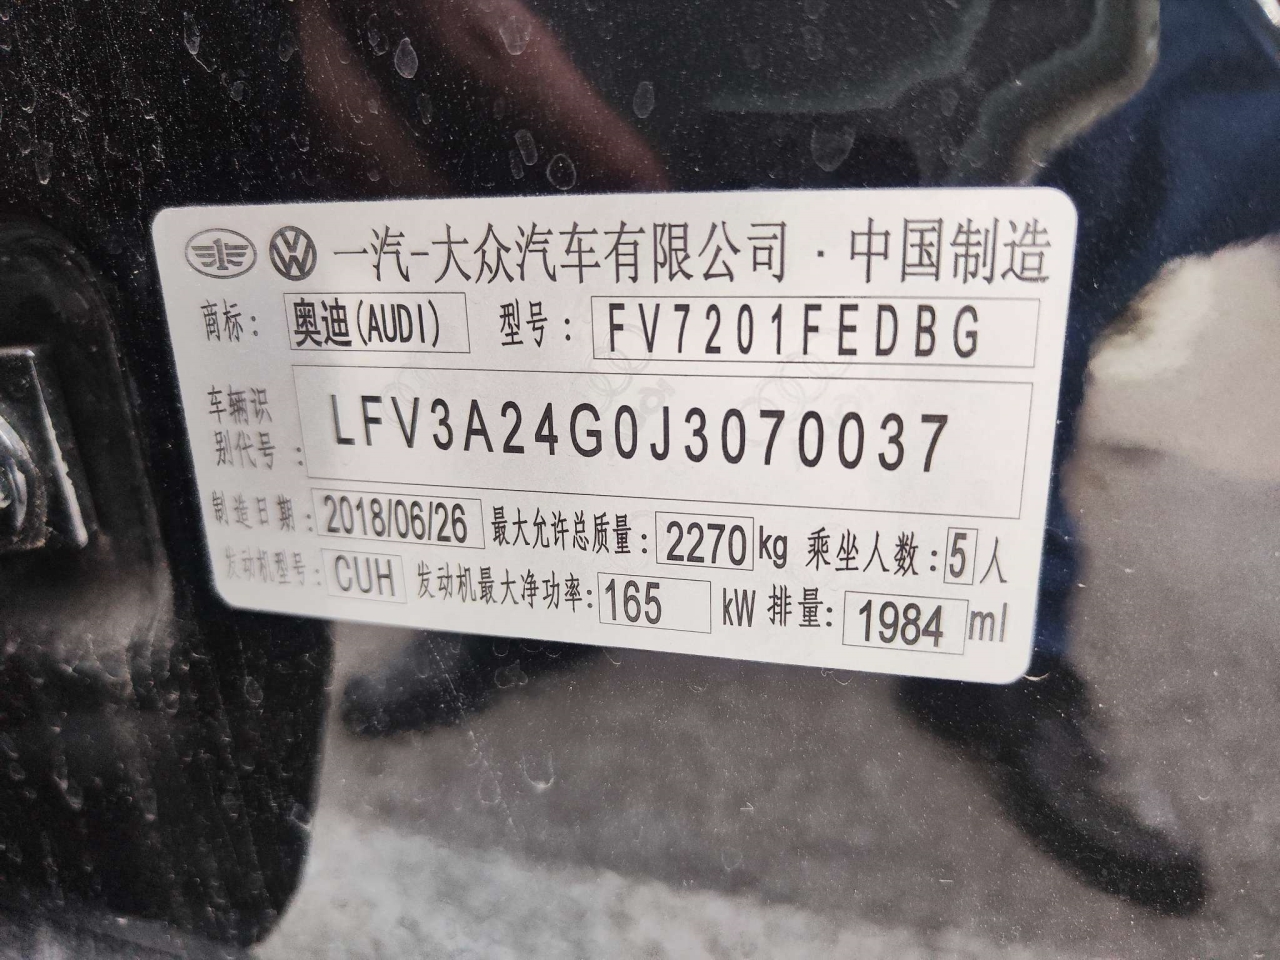 一汽-大众汽车有限公司·中国制造
商标: 奥迪(AUDI) 型号: FV7201FEDBG
车辆识别代号: LFV3A24G0J3070037
制造日期: 2018/06/26 最大允许总质量: 2270 kg 乘坐人数: 5 人
发动机型号: CUH 发动机最大净功率: 165 kW 排量: 1984 ml